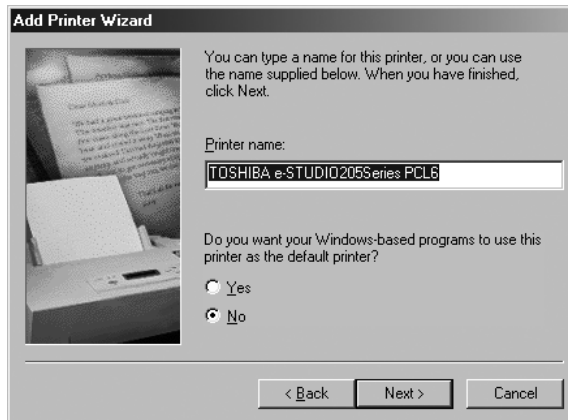 Add Printer Wizard
You can type a name for this printer, or you can use
the name supplied below. When you have finished,
click Next.
Printer name:
TOSHIBA e-STUDIO205Series PCL6
Do you want your Windows-based programs to use this
printer as the default printer?
Yes
No
< Back
Next >
Cancel